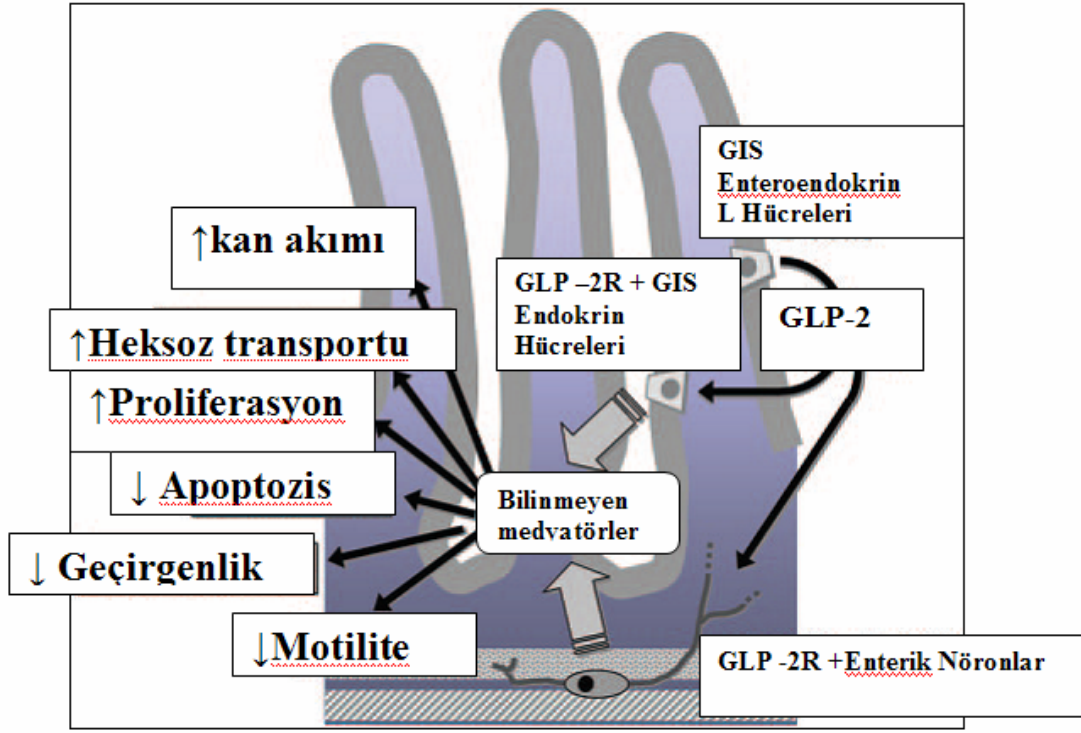 GIS
Enteroendokrin
L Hücreleri
↑kan akımı
GLP –2R + GIS
Endokrin
Hücreleri
GLP-2
↑Heksoz transportu
↑Proliferasyon
↓ Apoptozis
Bilinmeyen
medyatörler
↓ Geçirgenlik
↓Motilite
GLP -2R +Enterik Nöronlar